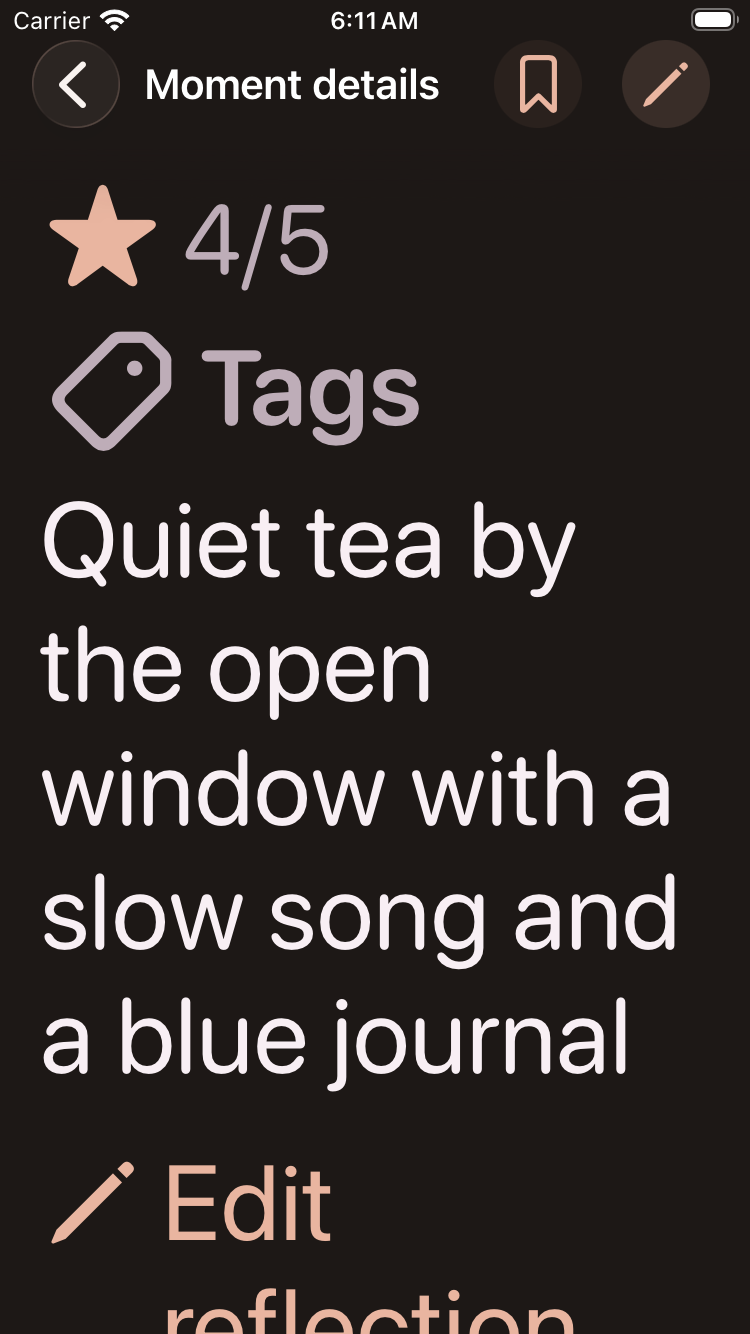 Carrier 6:11 AM
Moment details
4/5
Tags
Quiet tea by
the open
window with a
slow song and
a blue journal
Edit
reflection